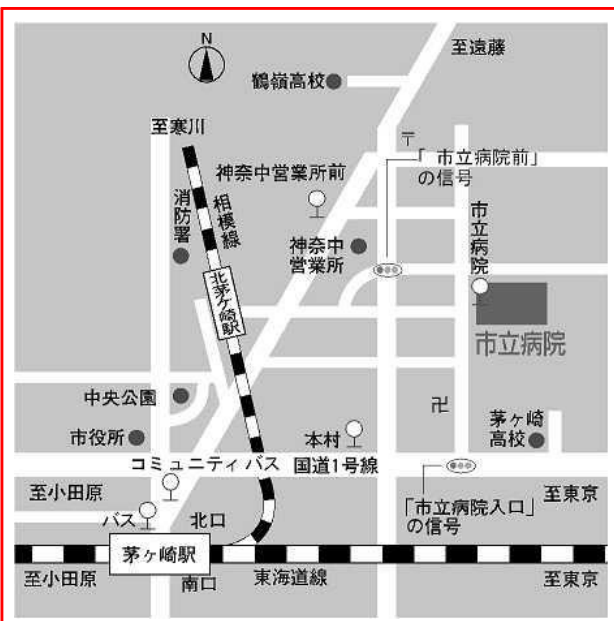 N
至遠藤
鶴嶺高校
至寒川
〒
「市立病院前」
の信号
神奈中営業所前
相模線
消防署
市立病院
神奈中
営業所
北茅ケ崎駅
市立病院
中央公園
卍
茅ヶ崎
高校
市役所
本村
コミュニティバス
国道1号線
至小田原
至東京
「市立病院入口」
の信号
バス
北口
茅ヶ崎駅
至小田原
南口
東海道線
至東京